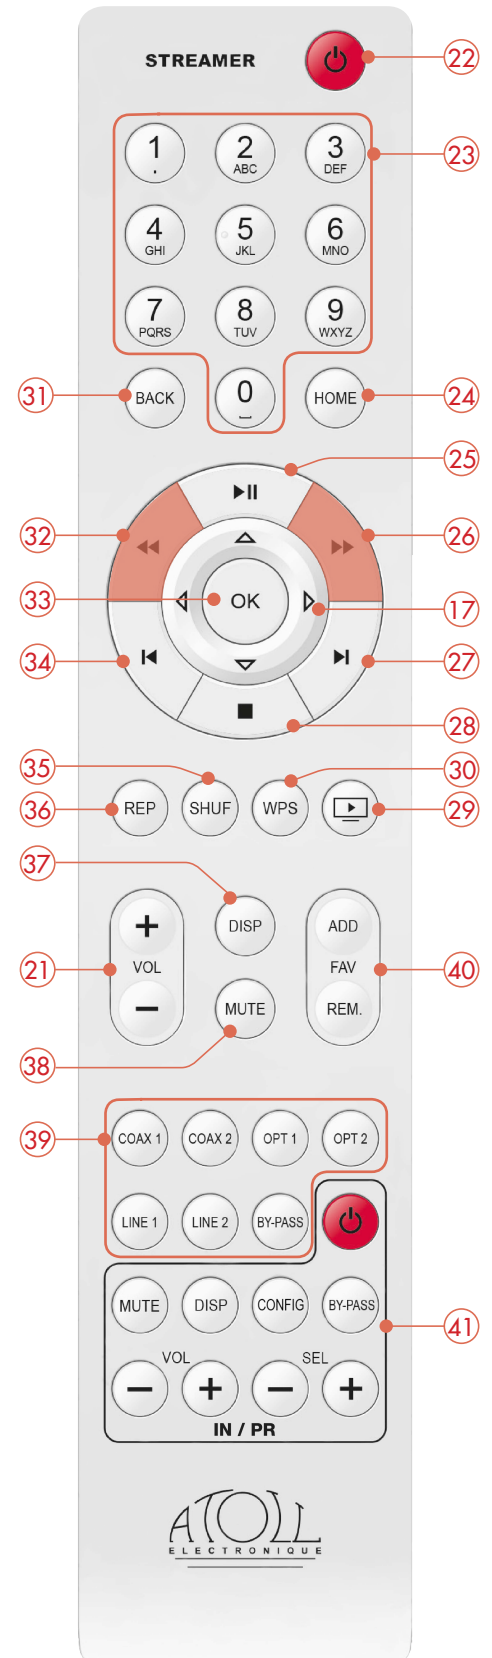 STREAMER
22
1 2 3
. ABC DEF
23
4 5 6
GHI JKL MNO
7 8 9
PQRS TUV WXYZ
31 BACK 0 HOME 24
25
32 26
33 OK 17
34 27
28
35 30
36 REP SHUF WPS 29
37
+ DISP ADD
21 VOL FAV 40
− MUTE REM.
38
39 COAX 1 COAX 2 OPT 1 OPT 2
LINE 1 LINE 2 BY-PASS
MUTE DISP CONFIG BY-PASS 41
VOL SEL
− + − +
IN / PR
ATOLL
ELECTRONIQUE